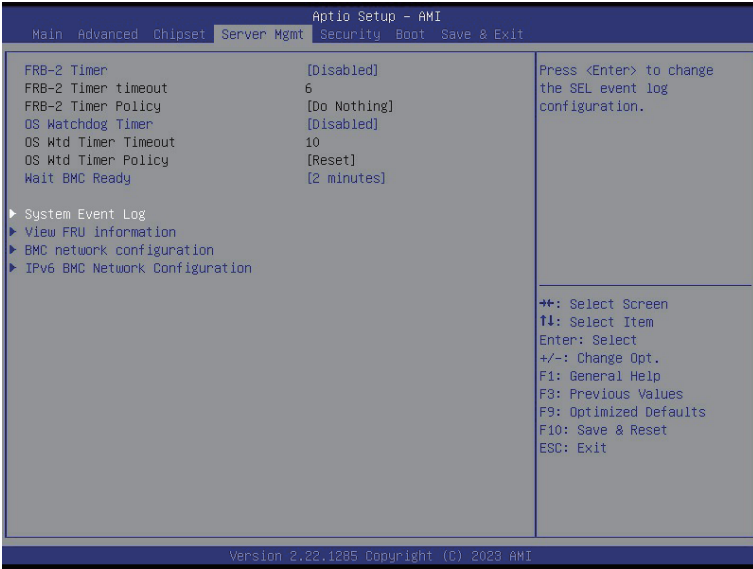 Aptio Setup – AMI
Main Advanced Chipset Server Mgmt Security Boot Save & Exit
FRB-2 Timer [Disabled]
FRB-2 Timer timeout 6
FRB-2 Timer Policy [Do Nothing]
OS Watchdog Timer [Disabled]
OS Wtd Timer Timeout 10
OS Wtd Timer Policy [Reset]
Wait BMC Ready [2 minutes]
▶ System Event Log
▶ View FRU information
▶ BMC network configuration
▶ IPv6 BMC Network Configuration
Press <Enter> to change
the SEL event log
configuration.
→←: Select Screen
↑↓: Select Item
Enter: Select
+/-: Change Opt.
F1: General Help
F3: Previous Values
F9: Optimized Defaults
F10: Save & Reset
ESC: Exit
Version 2.22.1285 Copyright (C) 2023 AMI